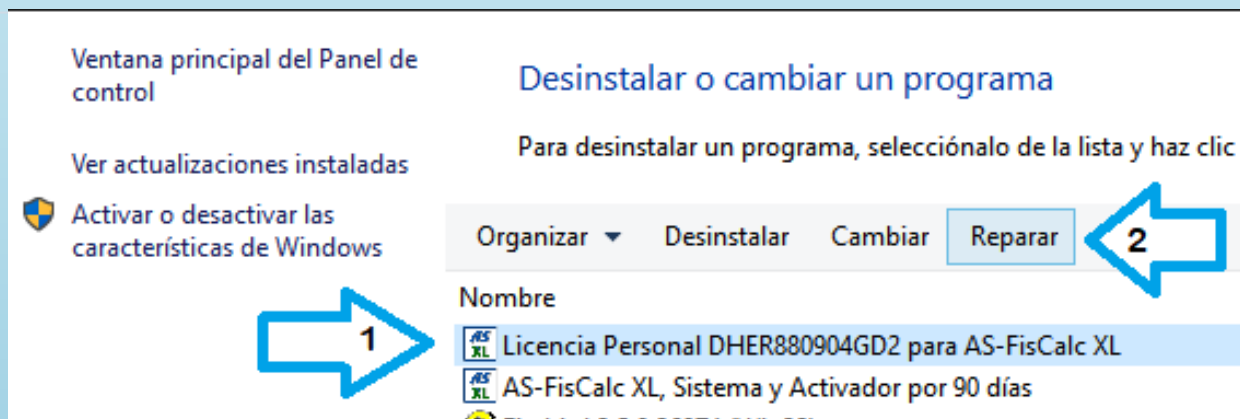 Ventana principal del Panel de
control
Ver actualizaciones instaladas
Activar o desactivar las
características de Windows
Desinstalar o cambiar un programa
Para desinstalar un programa, selecciónalo de la lista y haz clic
Organizar Desinstalar Cambiar Reparar
2
Nombre
1
AS XL Licencia Personal DHER880904GD2 para AS-FisCalc XL
AS XL AS-FisCalc XL, Sistema y Activador por 90 días